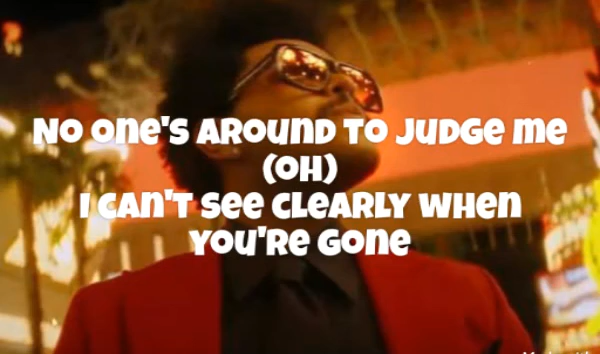 No one's around to judge me
(oh)
I can't see clearly when
you're gone